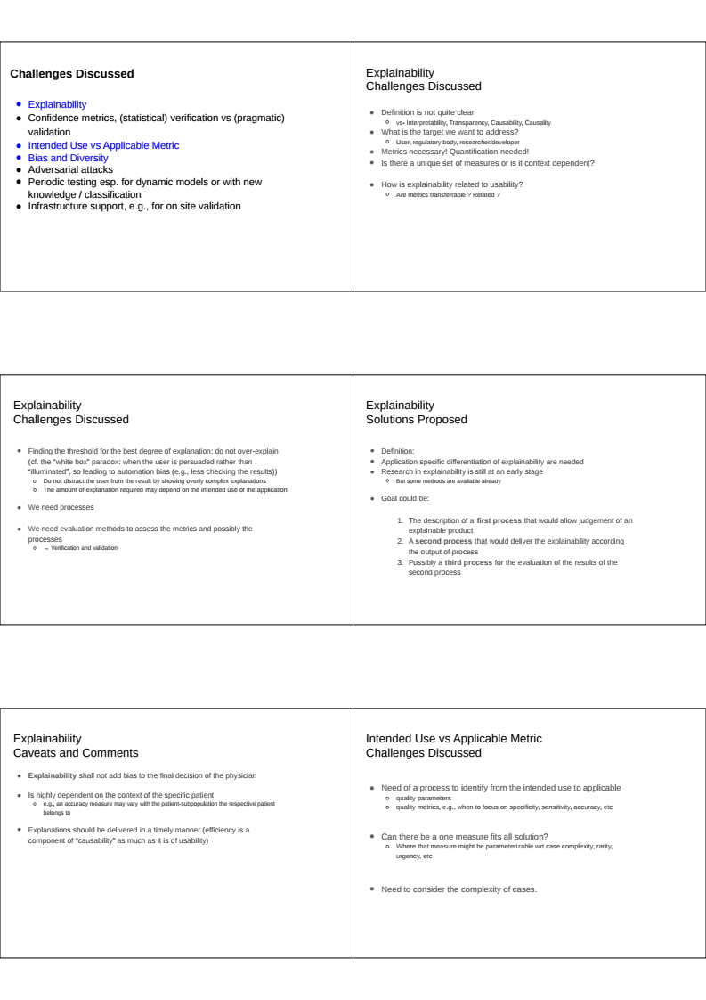 Challenges Discussed
● Explainability
● Confidence metrics, (statistical) verification vs (pragmatic)
validation
● Intended Use vs Applicable Metric
● Bias and Diversity
● Adversarial attacks
● Periodic testing esp. for dynamic models or with new
knowledge / classification
● Infrastructure support, e.g., for on site validation
Explainability
Challenges Discussed
● Definition is not quite clear
○ vs. Interpretability, Transparency, Causability, Causality
● What is the target we want to address?
○ User, regulatory body, researcher/developer
● Metrics necessary! Quantification needed!
● Is there a unique set of measures or is it context dependent?
● How is explainability related to usability?
○ Are metrics transferrable ? Related ?
Explainability
Challenges Discussed
● Finding the threshold for the best degree of explanation: do not over-explain
(cf. the “white box” paradox: when the user is persuaded rather than
“illuminated”, so leading to automation bias (e.g., less checking the results))
○ Do not distract the user from the result by showing overly complex explanations
○ The amount of explanation required may depend on the intended use of the application
● We need processes
● We need evaluation methods to assess the metrics and possibly the
processes
○ → Verification and validation
Explainability
Solutions Proposed
● Definition:
● Application specific differentiation of explainability are needed
● Research in explainability is still at an early stage
○ But some methods are available already
● Goal could be:
1. The description of a first process that would allow judgement of an
explainable product
2. A second process that would deliver the explainability according
the output of process
3. Possibly a third process for the evaluation of the results of the
second process
Explainability
Caveats and Comments
● Explainability shall not add bias to the final decision of the physician
● Is highly dependent on the context of the specific patient
○ e.g., an accuracy measure may vary with the patient-subpopulation the respective patient
belongs to
● Explanations should be delivered in a timely manner (efficiency is a
component of “causability” as much as it is of usability)
Intended Use vs Applicable Metric
Challenges Discussed
● Need of a process to identify from the intended use to applicable
○ quality parameters
○ quality metrics, e.g., when to focus on specificity, sensitivity, accuracy, etc
● Can there be a one measure fits all solution?
○ Where that measure might be parameterizable wrt case complexity, rarity,
urgency, etc
● Need to consider the complexity of cases.